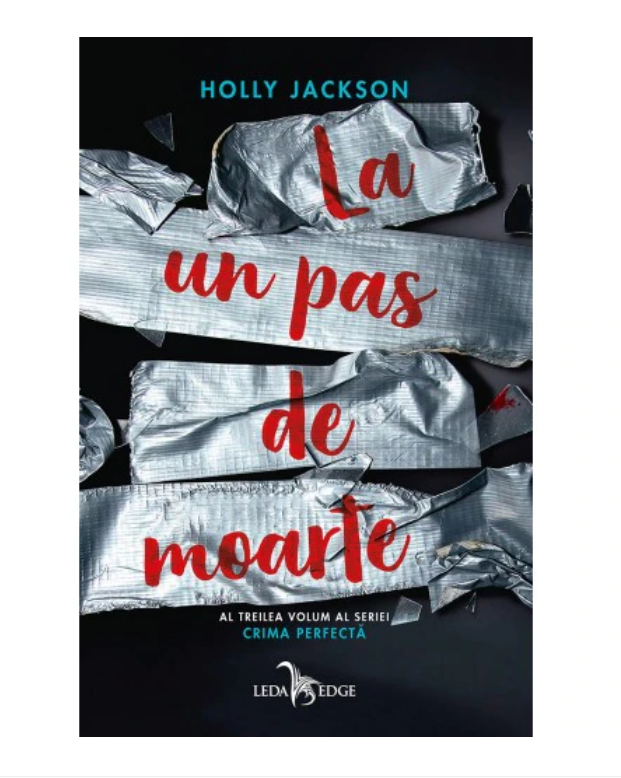 HOLLY JACKSON
La
un pas
de
moarte
AL TREILEA VOLUM AL SERIEI
CRIMA PERFECTĂ
LEDA EDGE